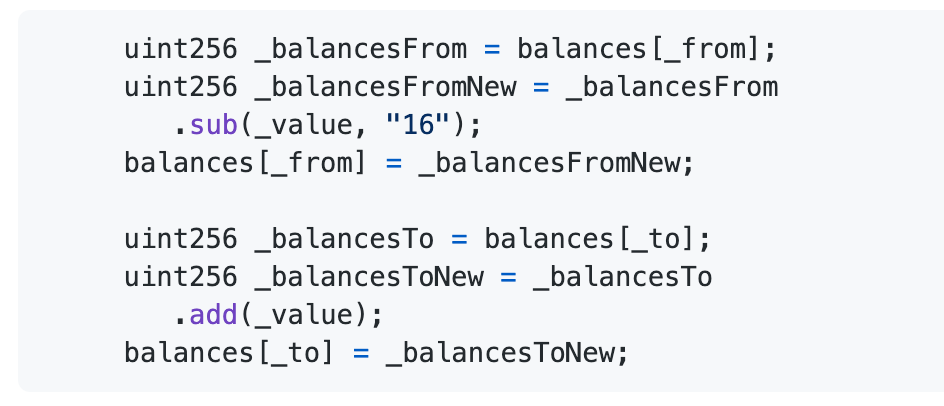 uint256 _balancesFrom = balances[_from];
uint256 _balancesFromNew = _balancesFrom
.sub(_value, "16");
balances[_from] = _balancesFromNew;
uint256 _balancesTo = balances[_to];
uint256 _balancesToNew = _balancesTo
.add(_value);
balances[_to] = _balancesToNew;